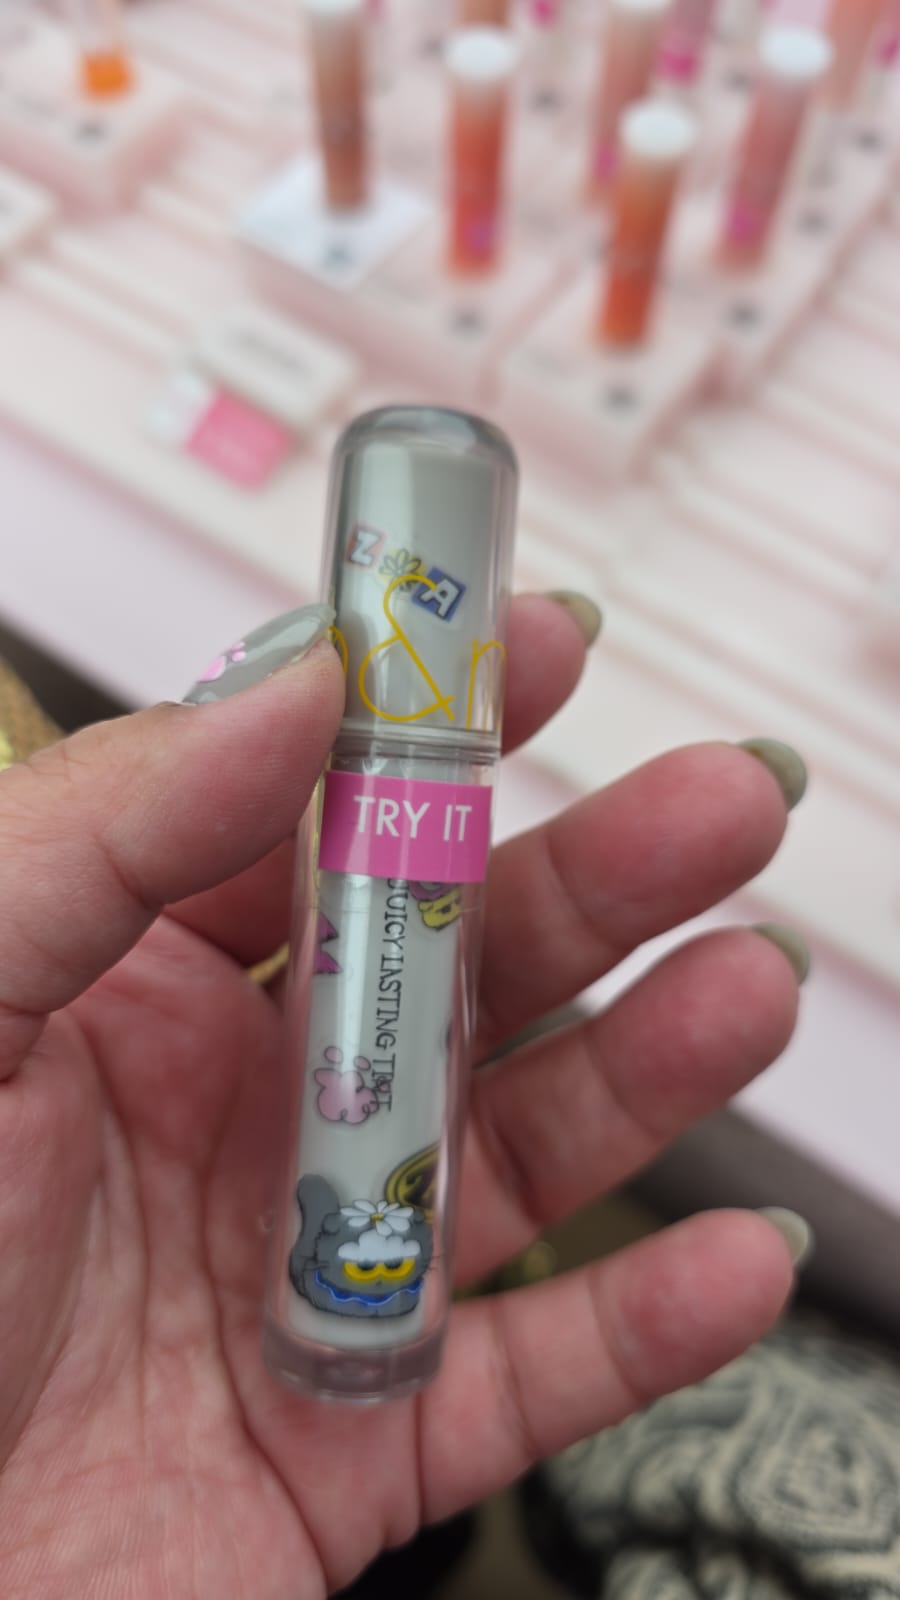 Z A
&n
TRY IT
JUICY LASTING TINT